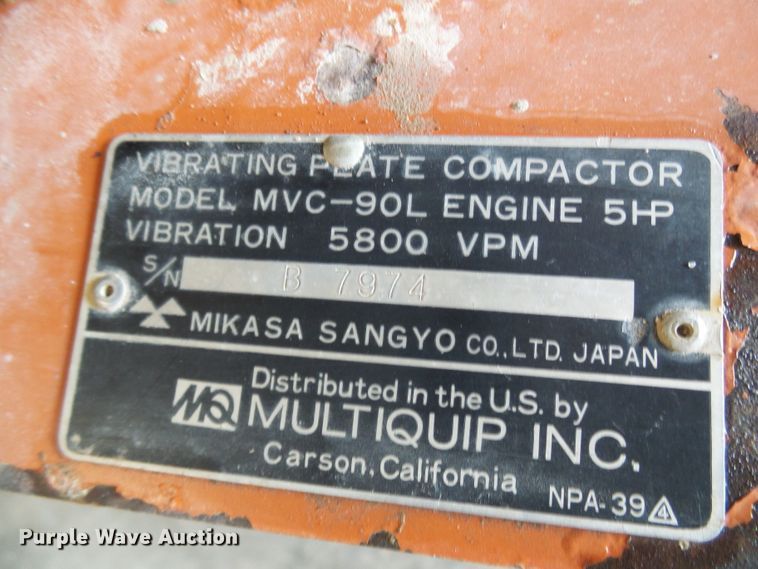 VIBRATING PLATE COMPACTOR
MODEL MVC-90L ENGINE 5HP
VIBRATION 5800 VPM
S/N B 7974
MIKASA SANGYO CO.,LTD. JAPAN
Distributed in the U.S. by
MQ MULTIQUIP INC.
Carson, California
NPA-39 4
Purple Wave Auction